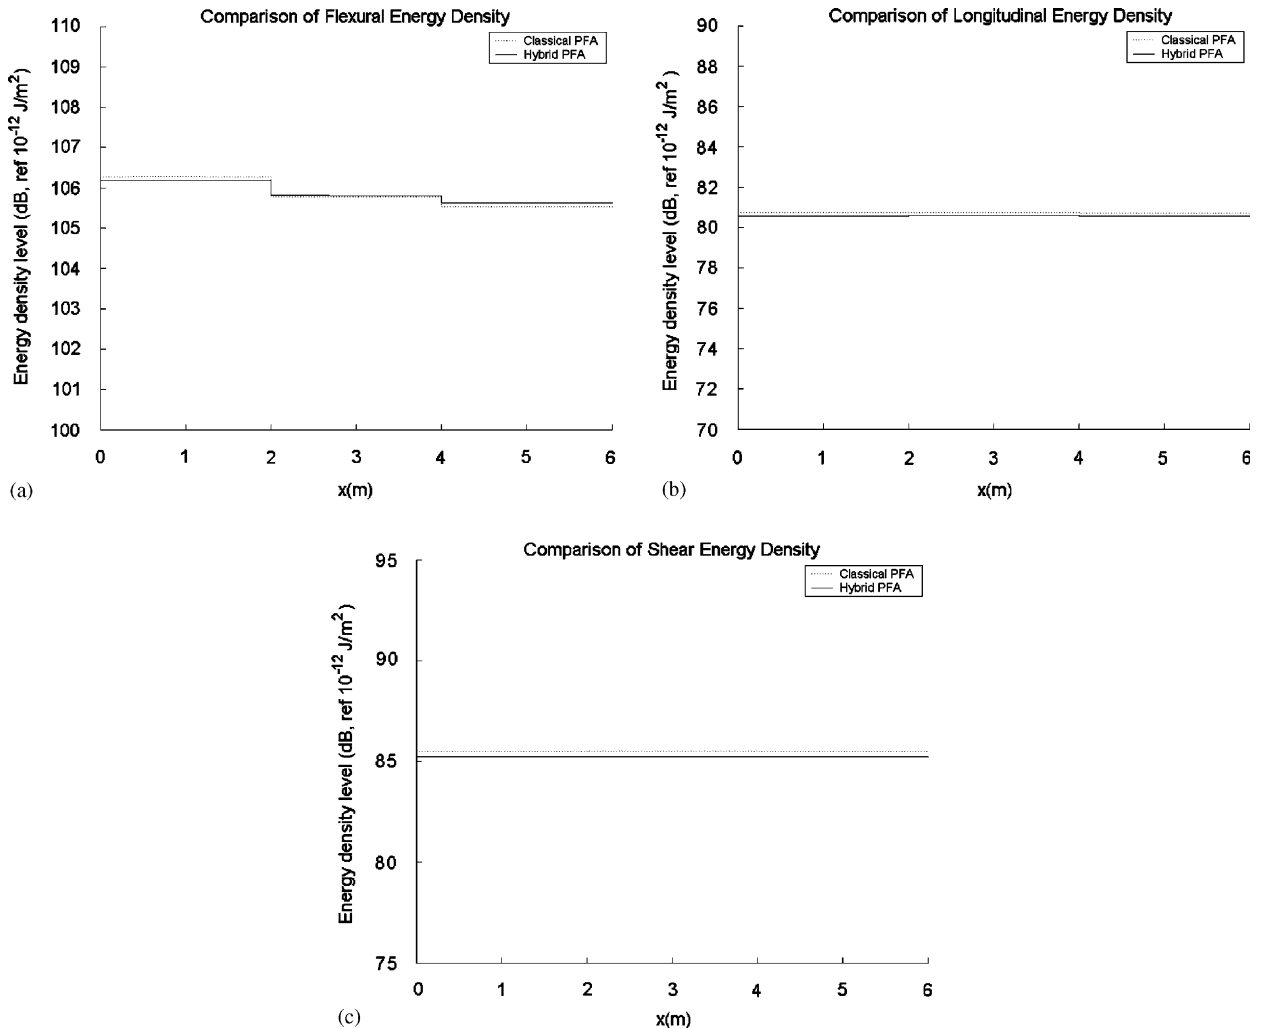 Comparison of Flexural Energy Density
Classical PFA
Hybrid PFA
Energy density level (dB, ref 10⁻¹² J/m²)
110
109
108
107
106
105
104
103
102
101
100
0 1 2 3 4 5 6
x(m)
(a)
Comparison of Longitudinal Energy Density
Classical PFA
Hybrid PFA
Energy density level (dB, ref 10⁻¹² J/m²)
90
88
86
84
82
80
78
76
74
72
70
0 1 2 3 4 5 6
x(m)
(b)
Comparison of Shear Energy Density
Classical PFA
Hybrid PFA
Energy density level (dB, ref 10⁻¹² J/m²)
95
90
85
80
75
0 1 2 3 4 5 6
x(m)
(c)